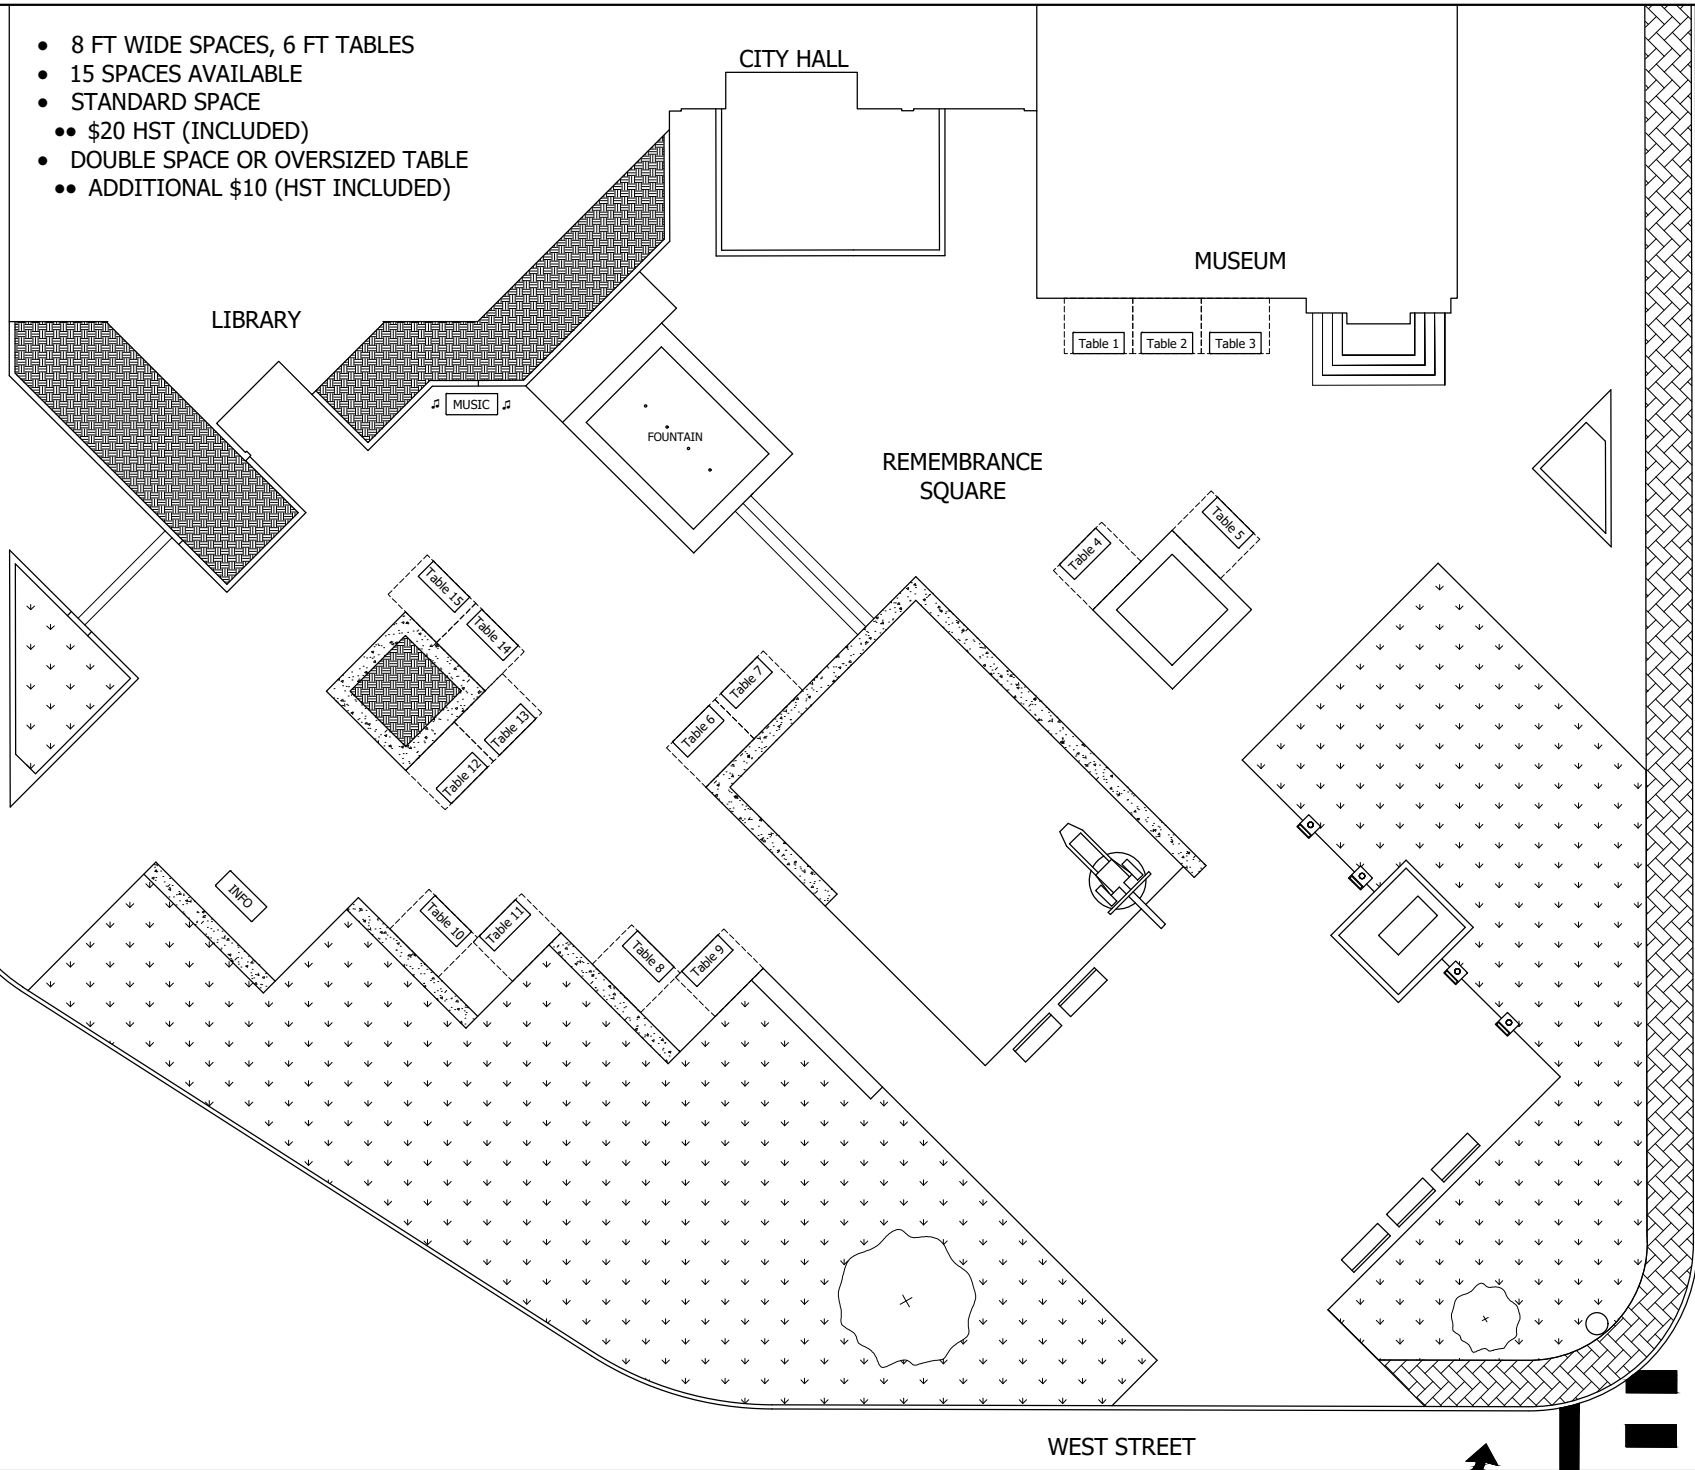 • 8 FT WIDE SPACES, 6 FT TABLES
• 15 SPACES AVAILABLE
• STANDARD SPACE
•• $20 HST (INCLUDED)
• DOUBLE SPACE OR OVERSIZED TABLE
•• ADDITIONAL $10 (HST INCLUDED)
CITY HALL
MUSEUM
LIBRARY
Table 1
Table 2
Table 3
♫ MUSIC ♫
FOUNTAIN
REMEMBRANCE
SQUARE
Table 4
Table 5
Table 15
Table 14
Table 13
Table 12
Table 7
Table 6
INFO
Table 10
Table 11
Table 8
Table 9
WEST STREET